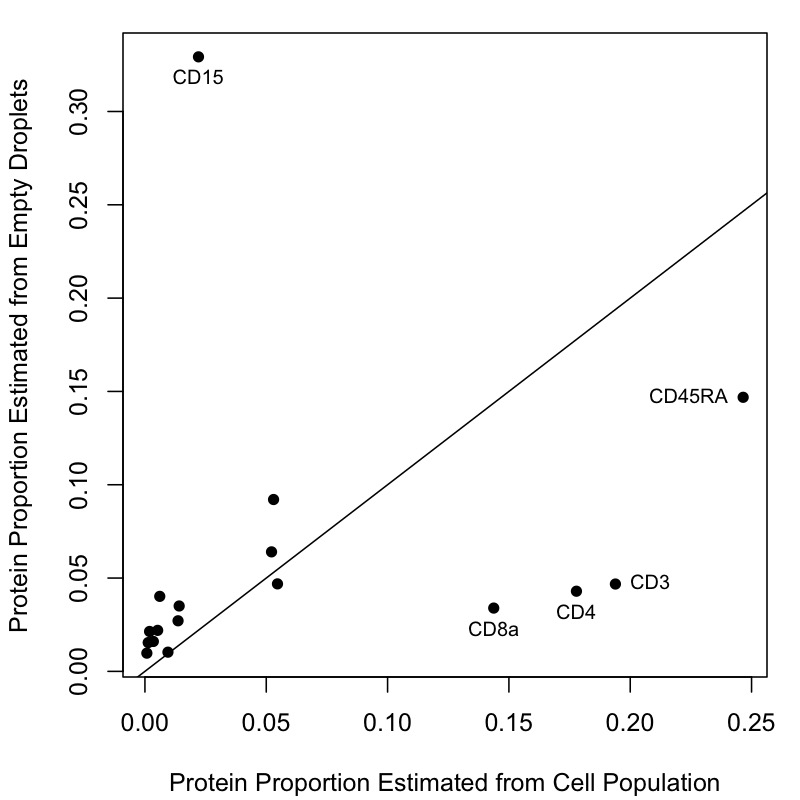 Protein Proportion Estimated from Empty Droplets
0.30
0.25
0.20
0.15
0.10
0.05
0.00
CD15
CD45RA
CD3
CD4
CD8a
0.00 0.05 0.10 0.15 0.20 0.25
Protein Proportion Estimated from Cell Population